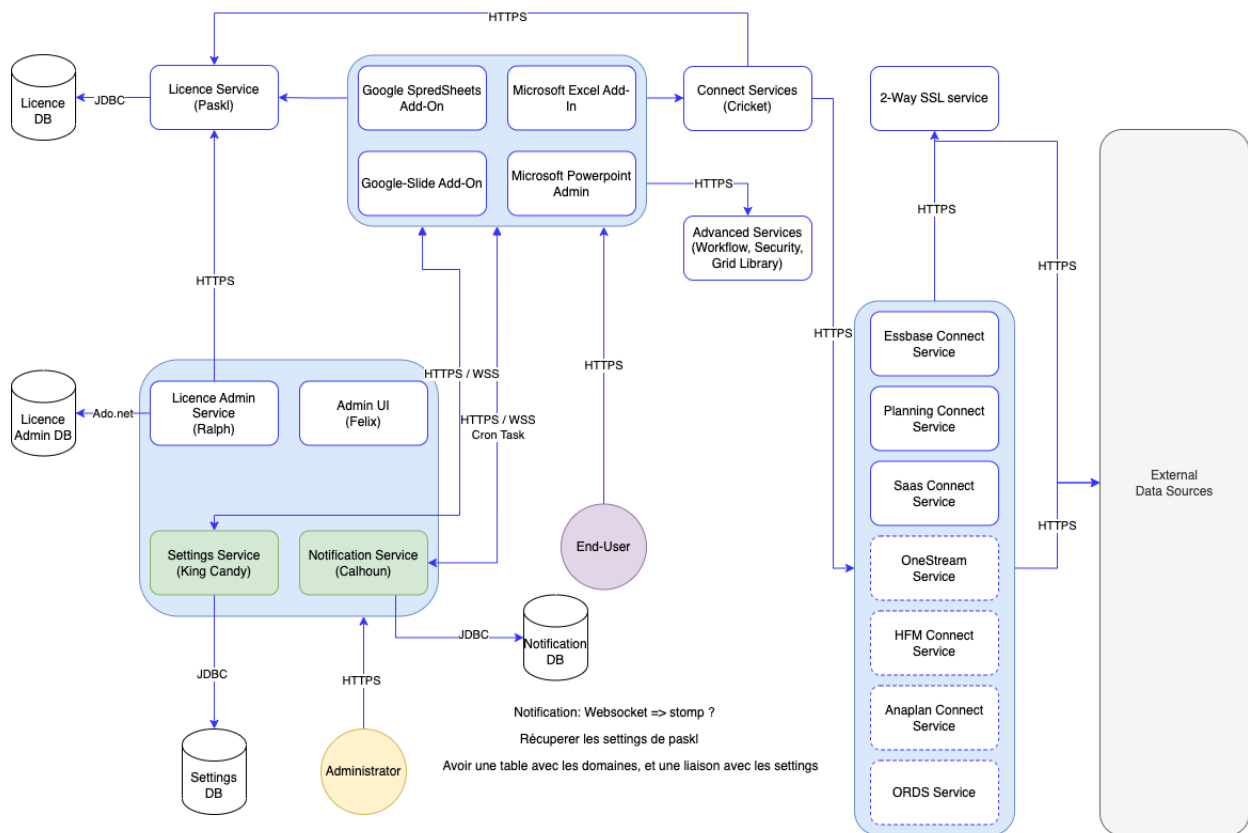 HTTPS
Licence
DB
JDBC
Licence Service
(Paskl)
Google SpredSheets
Add-On
Microsoft Excel Add-
In
Connect Services
(Cricket)
2-Way SSL service
Google-Slide Add-On
Microsoft Powerpoint
Admin
HTTPS
Advanced Services
(Workflow, Security,
Grid Library)
HTTPS
HTTPS
HTTPS
HTTPS
Essbase Connect
Service
HTTPS
HTTPS / WSS
HTTPS / WSS
Cron Task
Licence
Admin DB
Ado.net
Licence Admin
Service
(Ralph)
Admin UI
(Felix)
Planning Connect
Service
Saas Connect
Service
External
Data Sources
Settings Service
(King Candy)
Notification Service
(Calhoun)
End-User
HTTPS
OneStream
Service
HFM Connect
Service
JDBC
Notification
DB
JDBC
HTTPS
Anaplan Connect
Service
ORDS Service
Settings
DB
Administrator
Notification: Websocket => stomp ?
Récuperer les settings de paskl
Avoir une table avec les domaines, et une liaison avec les settings